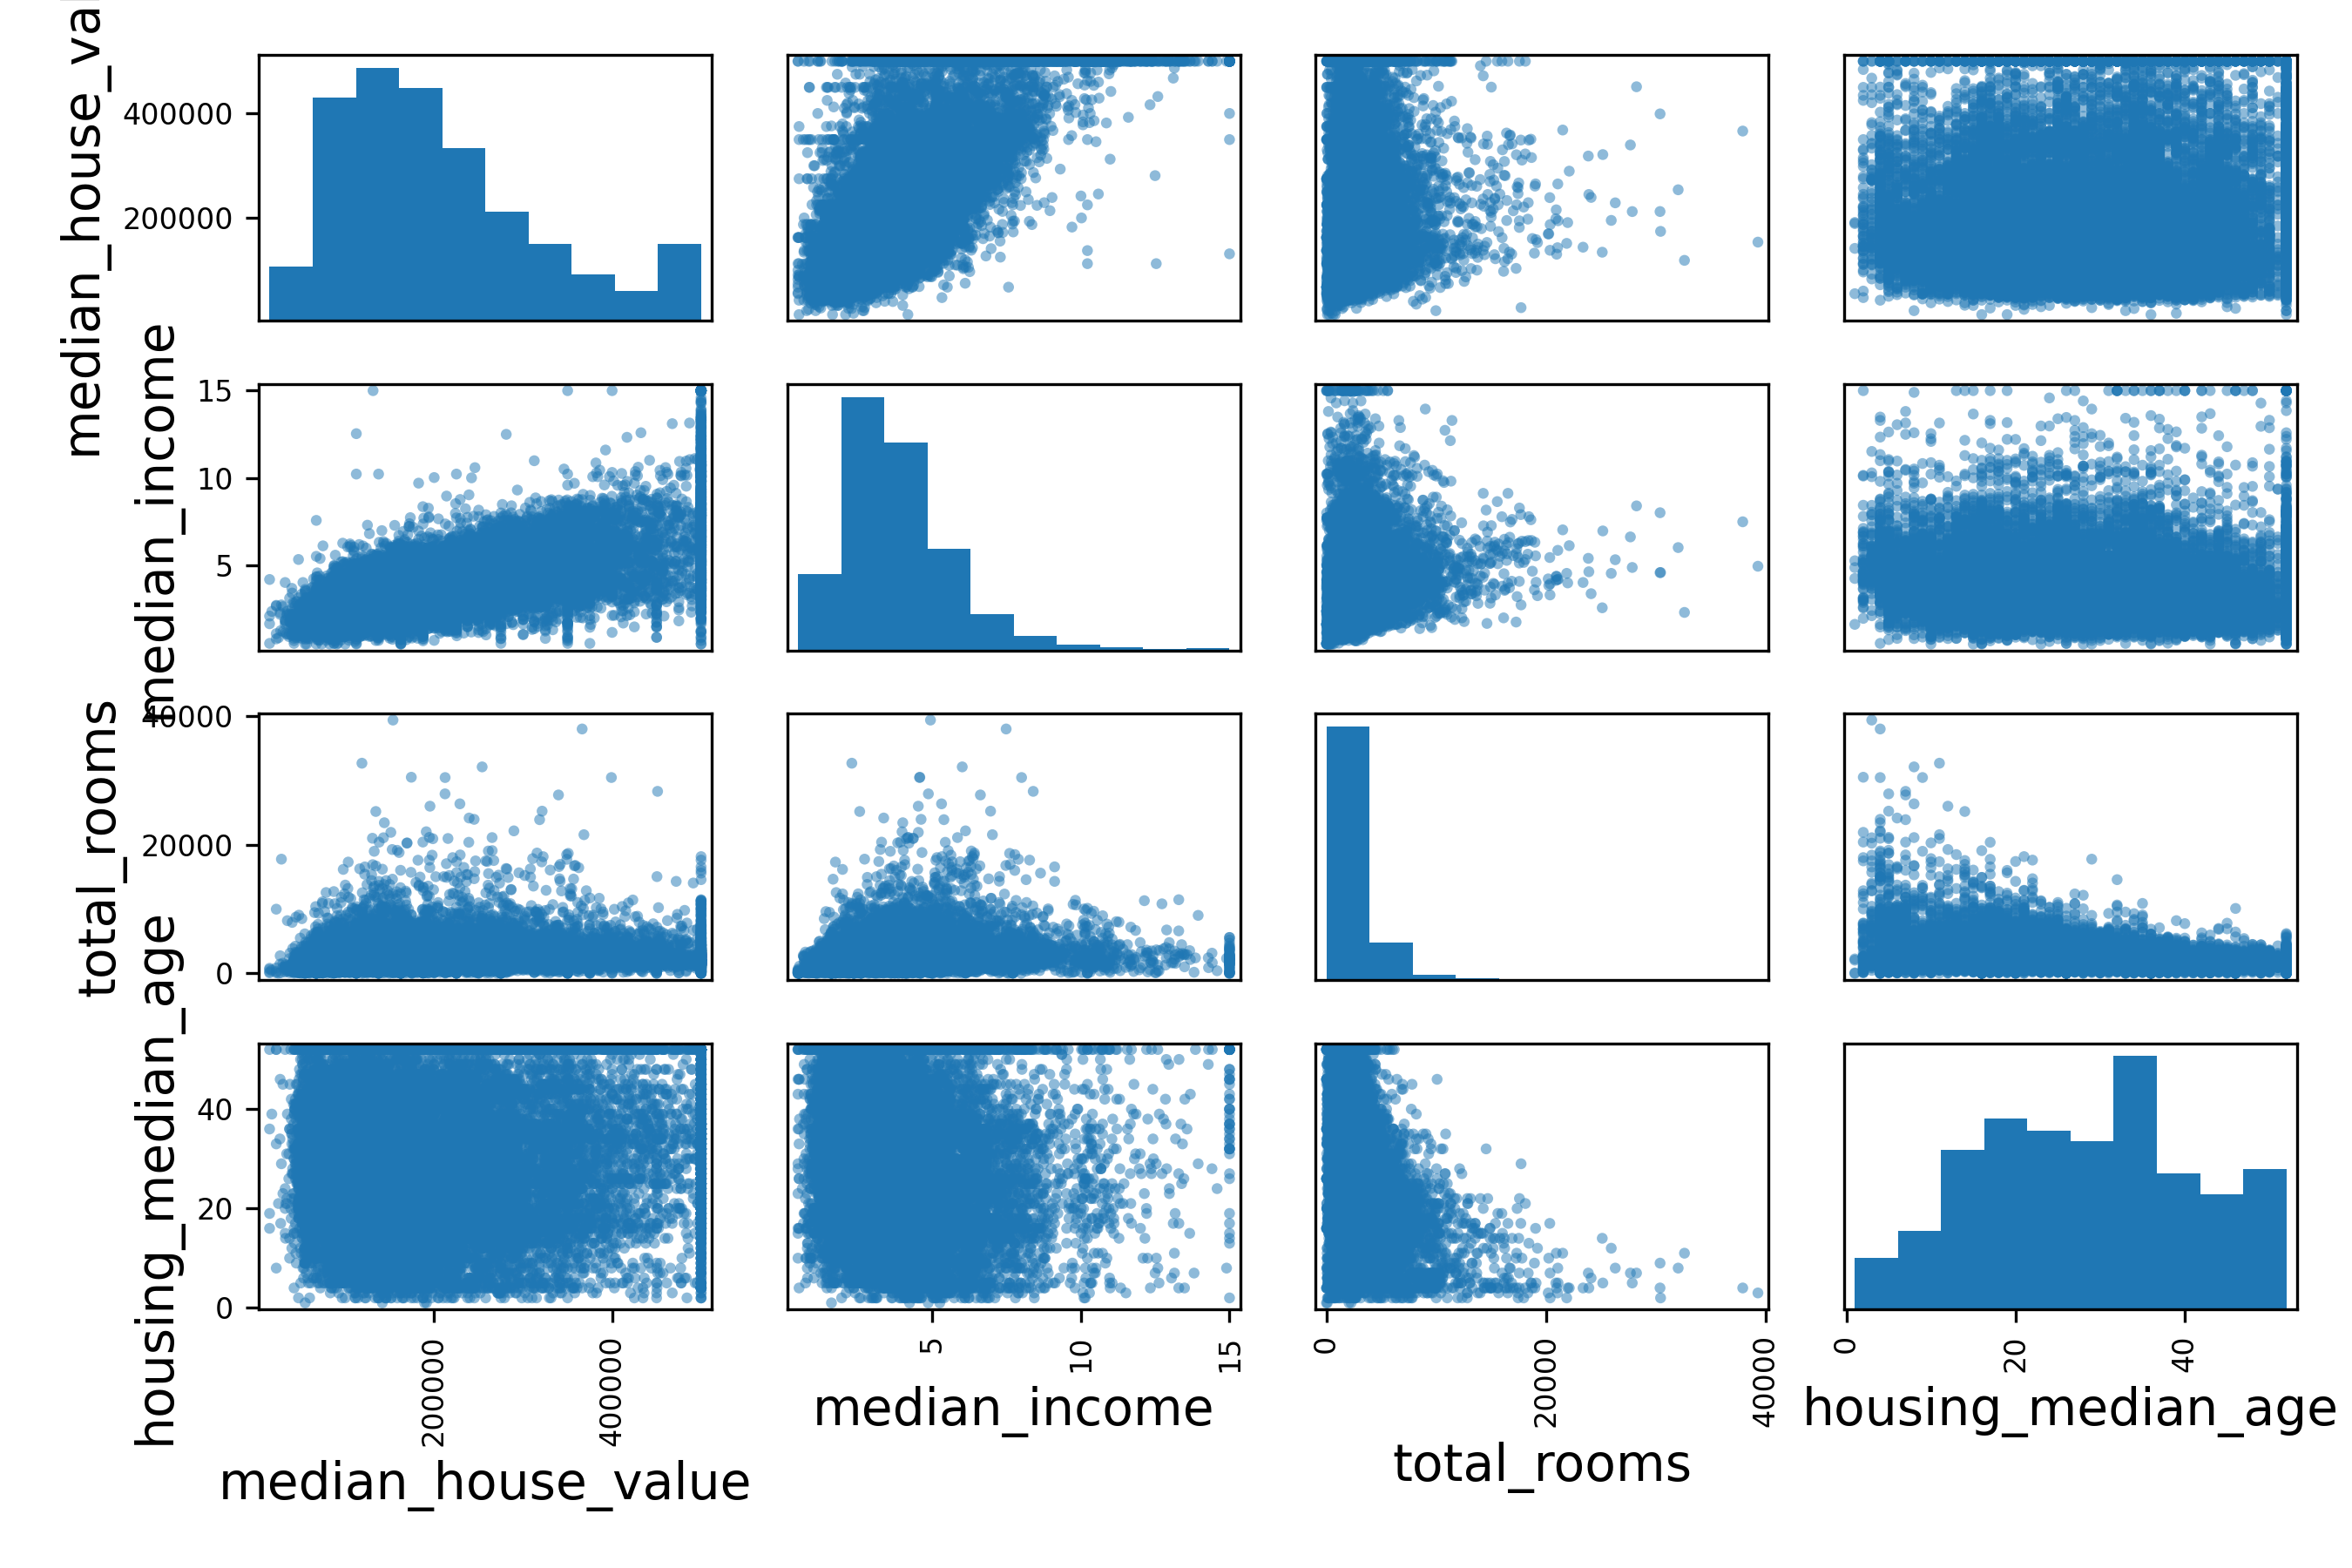 median_house_va
400000
200000
median_income
15
10
5
total_rooms
40000
20000
0
housing_median_age
40
20
0
200000 400000
5 10 15
0 20000 40000
0 20 40
median_house_value
median_income
total_rooms
housing_median_age